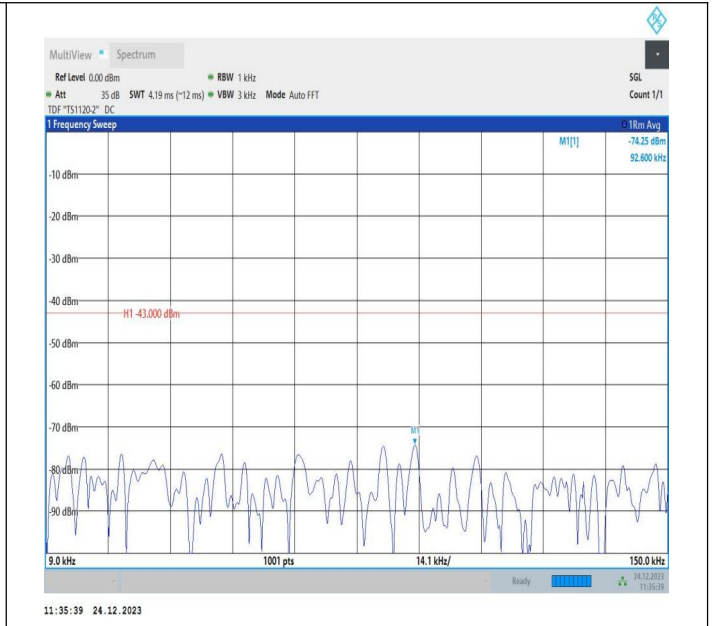 MultiView Spectrum
Ref Level 0.00 dBm RBW 1 kHz SGL
Att 35 dB SWT 4.19 ms (~12 ms) VBW 3 kHz Mode Auto FFT Count 1/1
TDF "TS1120-2" DC
1 Frequency Sweep 1Rm Avg
M1[1] -74.25 dBm
92.600 kHz
-10 dBm
-20 dBm
-30 dBm
-40 dBm
H1 -43.000 dBm
-50 dBm
-60 dBm
-70 dBm
M1
-80 dBm
-90 dBm
9.0 kHz 1001 pts 14.1 kHz/ 150.0 kHz
Ready 24.12.2023
11:35:39
11:35:39 24.12.2023